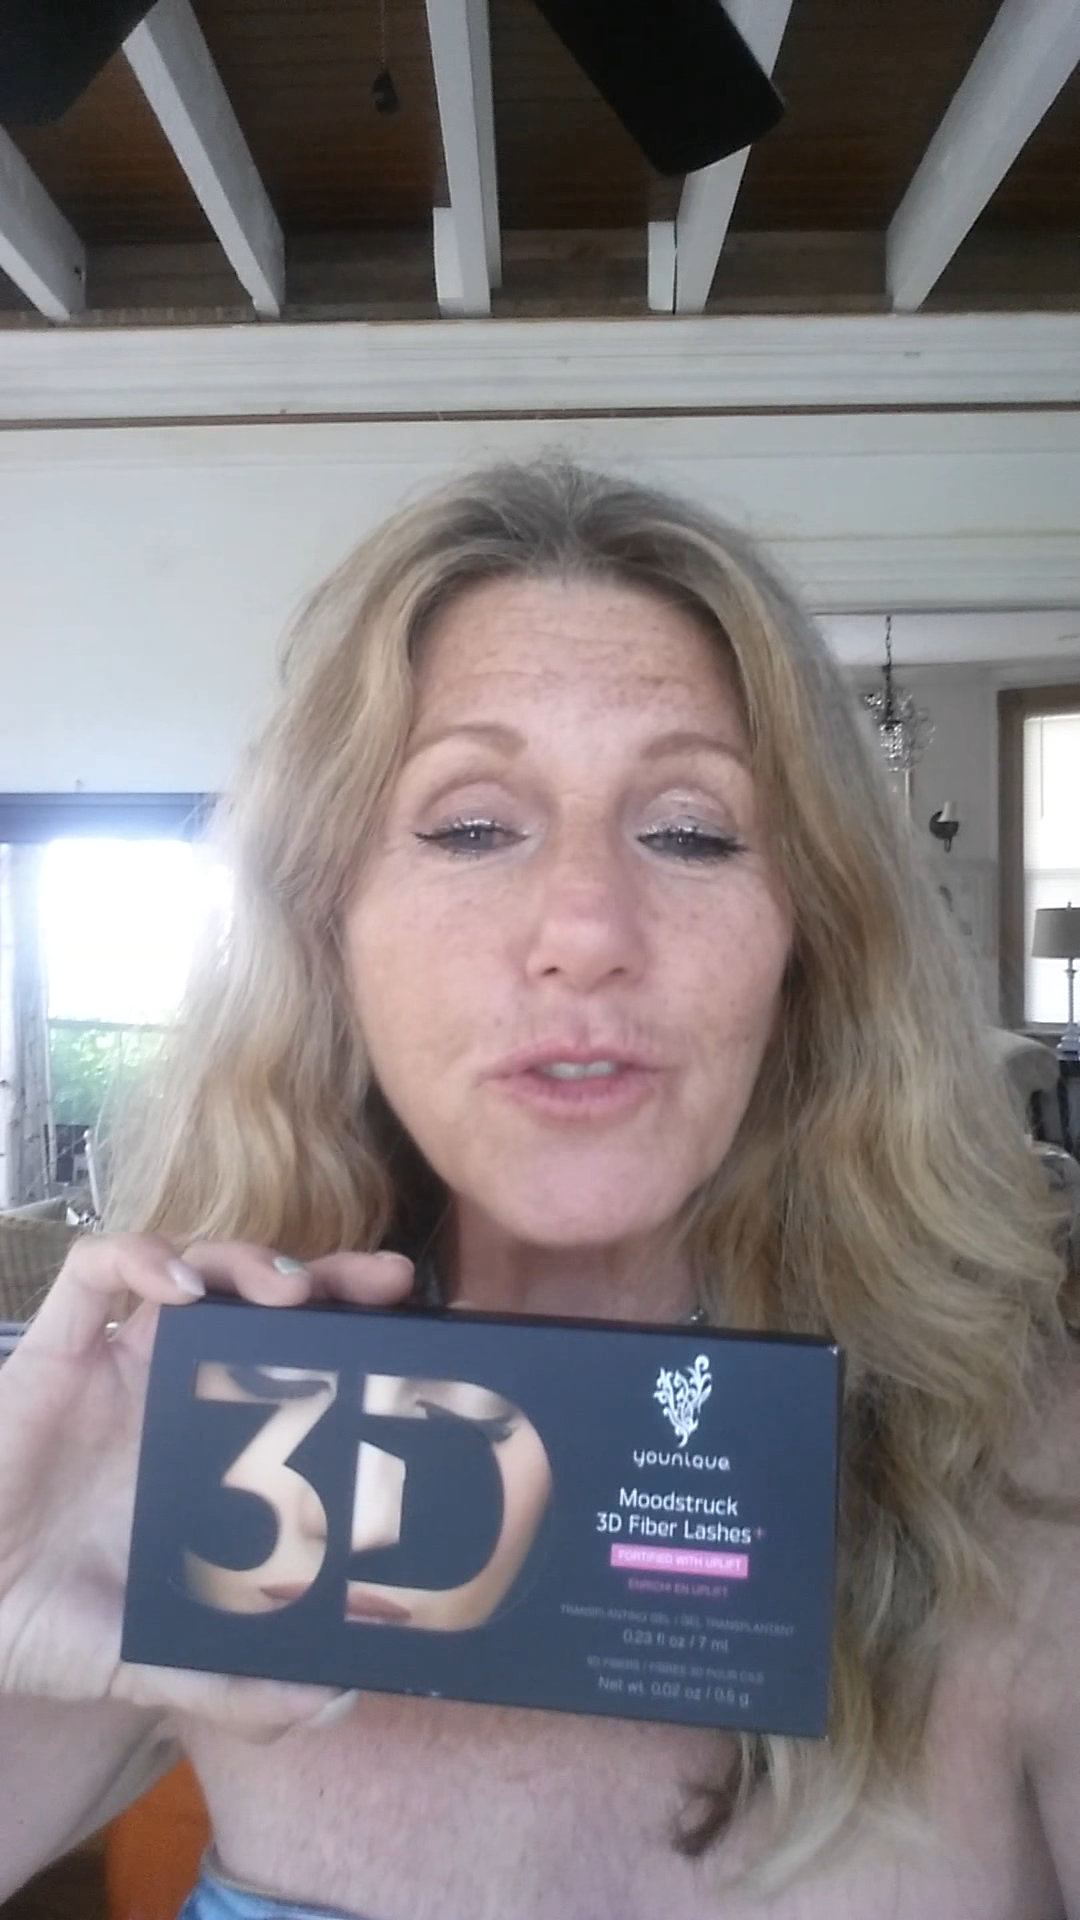 3D
younique
Moodstruck
3D Fiber Lashes+
FORTIFIED WITH UPLIFT
ENRICHI EN UPLIFT
TRANSPLANTING GEL / GEL TRANSPLANTANT
0.23 fl oz / 7 ml
3D FIBERS / FIBRES 3D POUR CILS
Net wt. 0.02 oz / 0.5 g